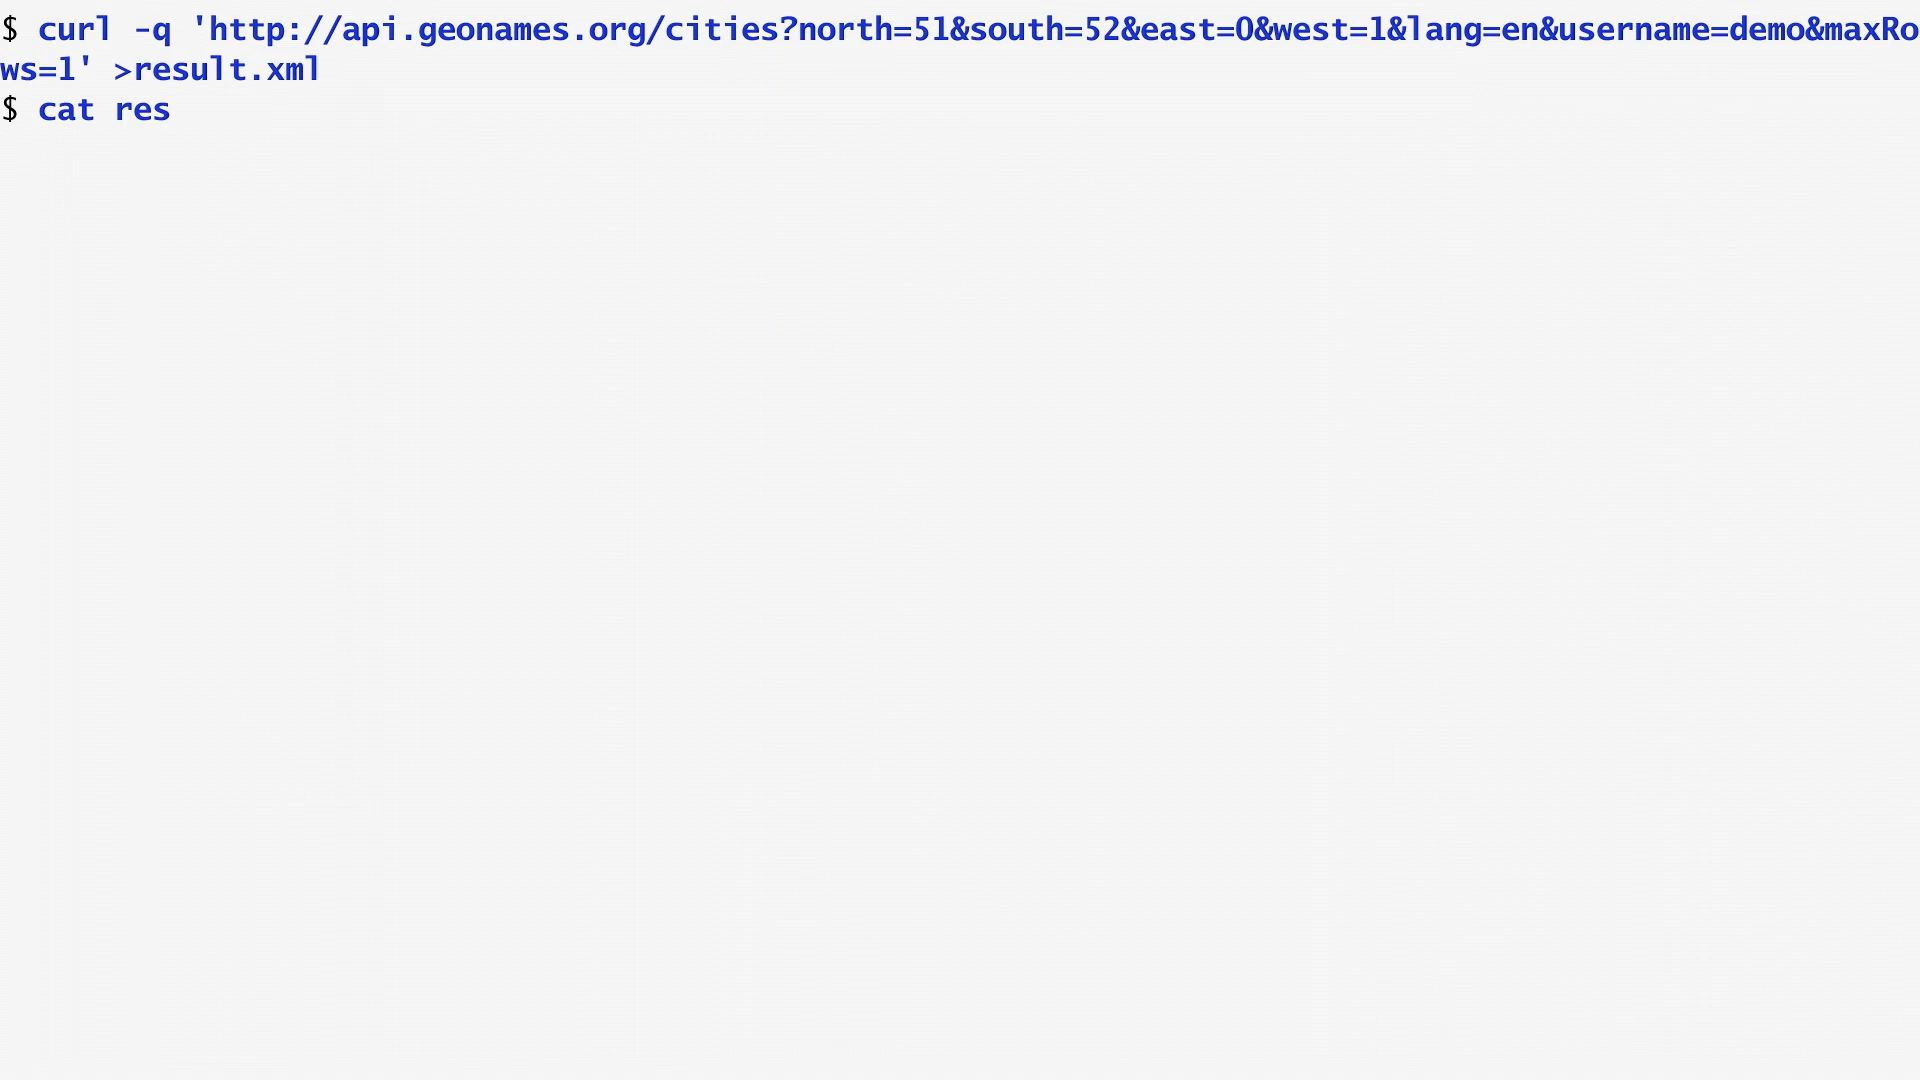 $ curl -q 'http://api.geonames.org/cities?north=51&south=52&east=0&west=1&lang=en&username=demo&maxRo
ws=1' >result.xml
$ cat res